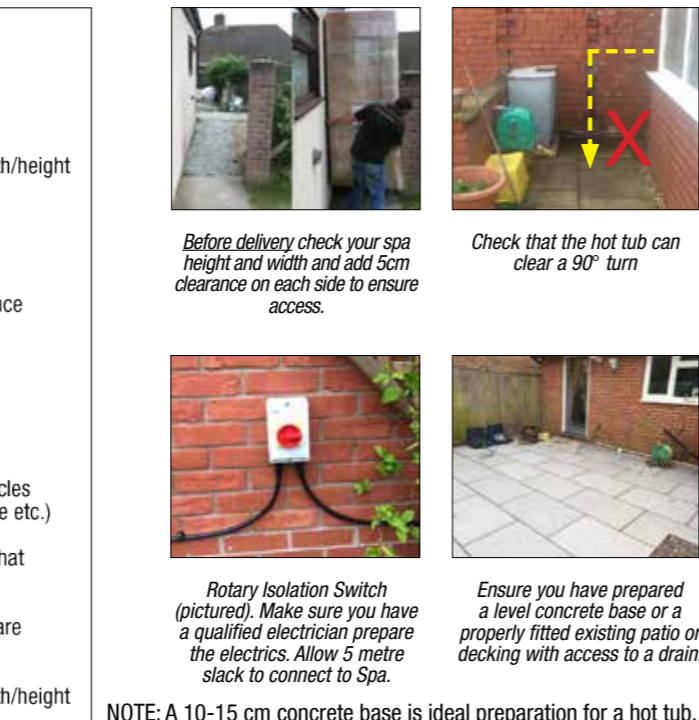 th/height
nce
cles
e etc.)
hat
are
th/height
Before delivery check your spa
height and width and add 5cm
clearance on each side to ensure
access.
X
Check that the hot tub can
clear a 90° turn
Rotary Isolation Switch
(pictured). Make sure you have
a qualified electrician prepare
the electrics. Allow 5 metre
slack to connect to Spa.
Ensure you have prepared
a level concrete base or a
properly fitted existing patio or
decking with access to a drain.
NOTE: A 10-15 cm concrete base is ideal preparation for a hot tub.